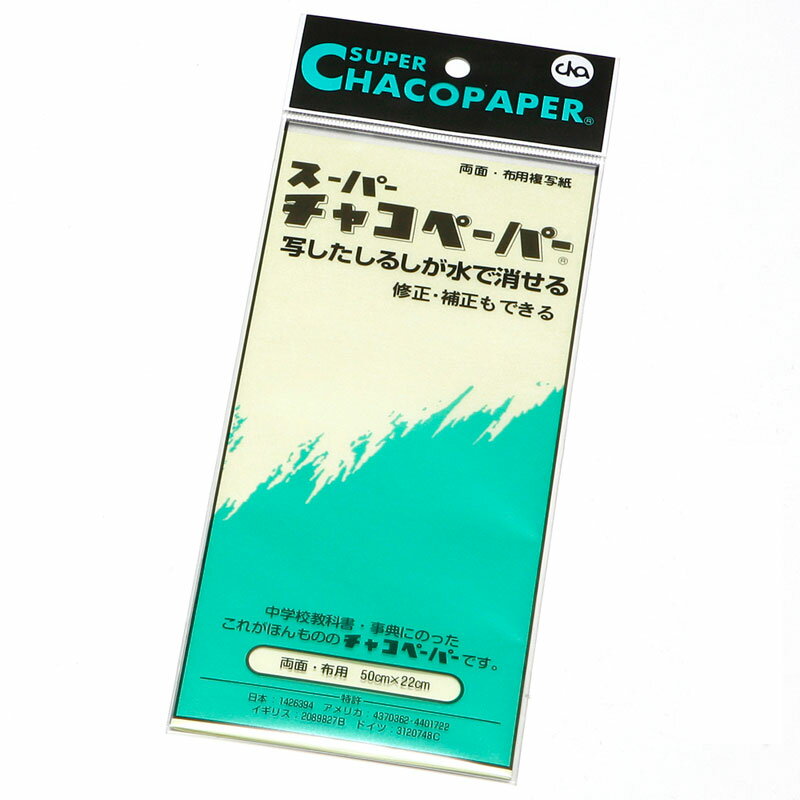 SUPER
CHACOPAPER®
cha
両面・布用複写紙
スーパー
チャコペーパー®
写したしるしが水で消せる
修正・補正もできる
中学校教科書・事典にのった
これがほんもののチャコペーパーです。
両面・布用 50cm×22cm
特許
日本:1426394 アメリカ:4370362・4401722
イギリス:2089827B ドイツ:3120748C